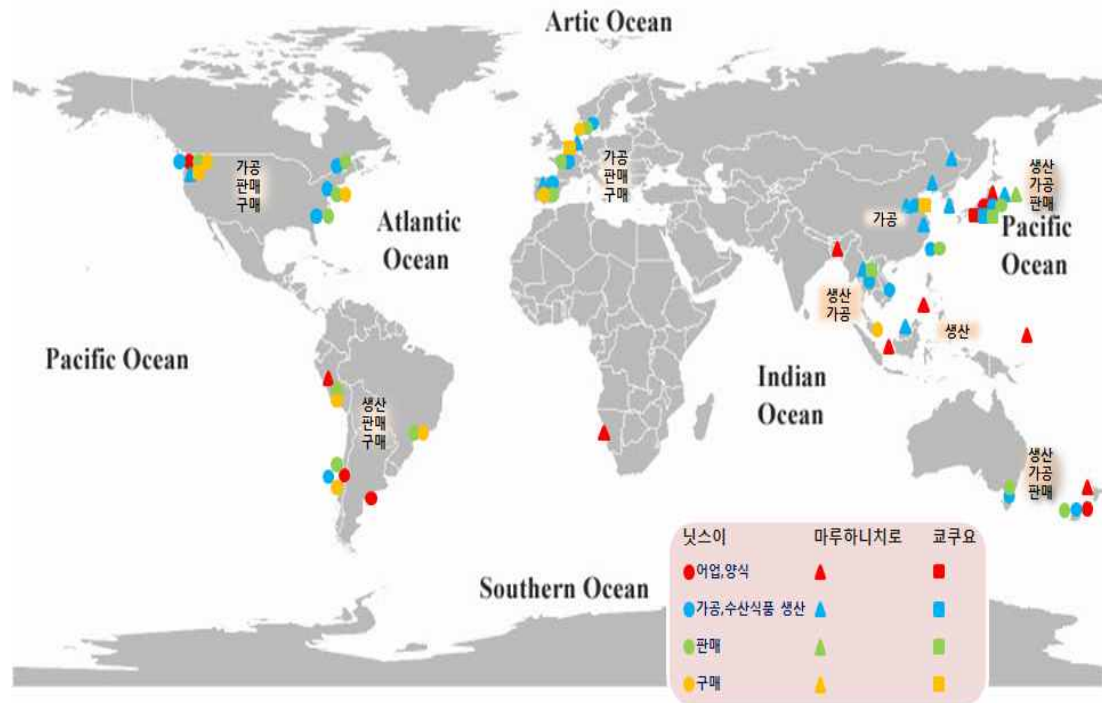 Artic Ocean
가공
판매
구매
가공
판매
구매
생산
가공
판매
가공
Atlantic
Ocean
Pacific
Ocean
생산
가공
생산
Pacific Ocean
Indian
Ocean
생산
판매
구매
생산
가공
판매
Southern Ocean
닛스이 마루하니치로 쿄쿠요
어업,양식
가공,수산식품 생산
판매
구매